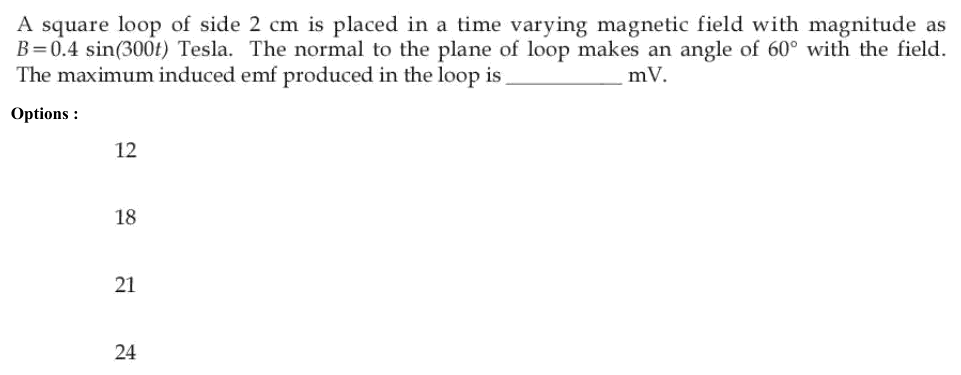 A square loop of side 2 cm is placed in a time varying magnetic field with magnitude as
B=0.4 sin(300t) Tesla. The normal to the plane of loop makes an angle of 60° with the field.
The maximum induced emf produced in the loop is ____________ mV.
Options :
12
18
21
24